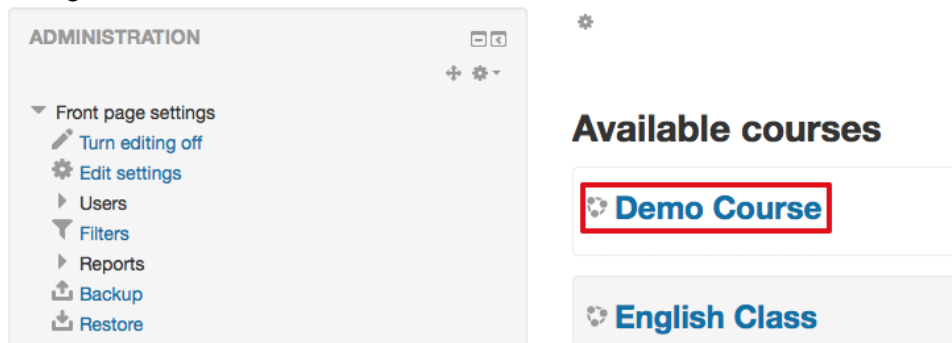 ADMINISTRATION
Front page settings
Turn editing off
Edit settings
Users
Filters
Reports
Backup
Restore
Available courses
Demo Course
English Class